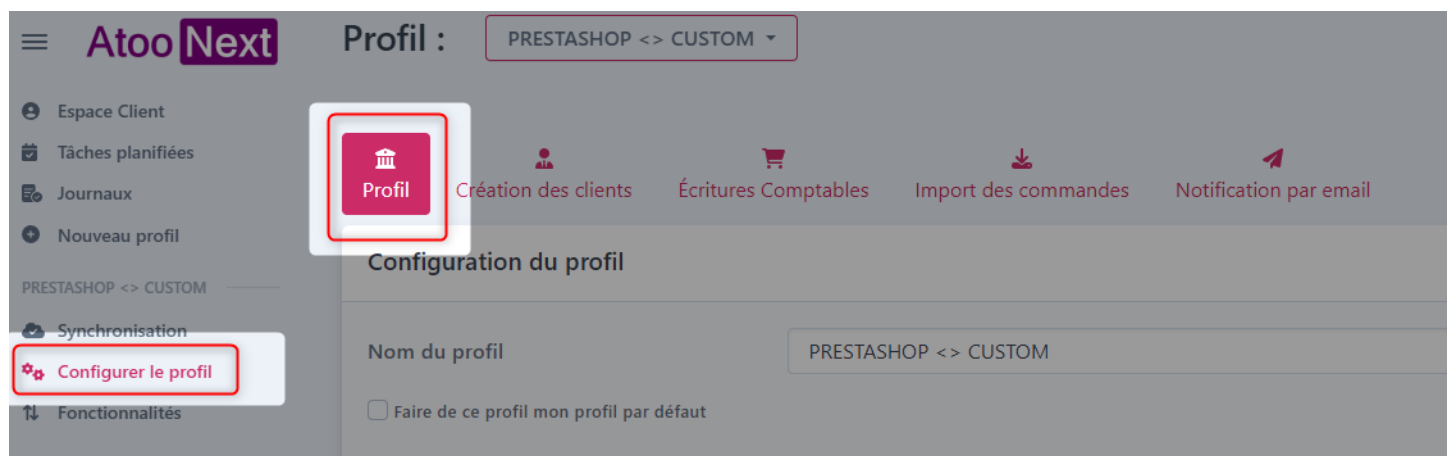 Atoo Next
Profil :
PRESTASHOP <> CUSTOM
Espace Client
Tâches planifiées
Journaux
Nouveau profil
PRESTASHOP <> CUSTOM
Synchronisation
Configurer le profil
Fonctionnalités
Profil
Création des clients
Écritures Comptables
Import des commandes
Notification par email
Configuration du profil
Nom du profil
PRESTASHOP <> CUSTOM
Faire de ce profil mon profil par défaut